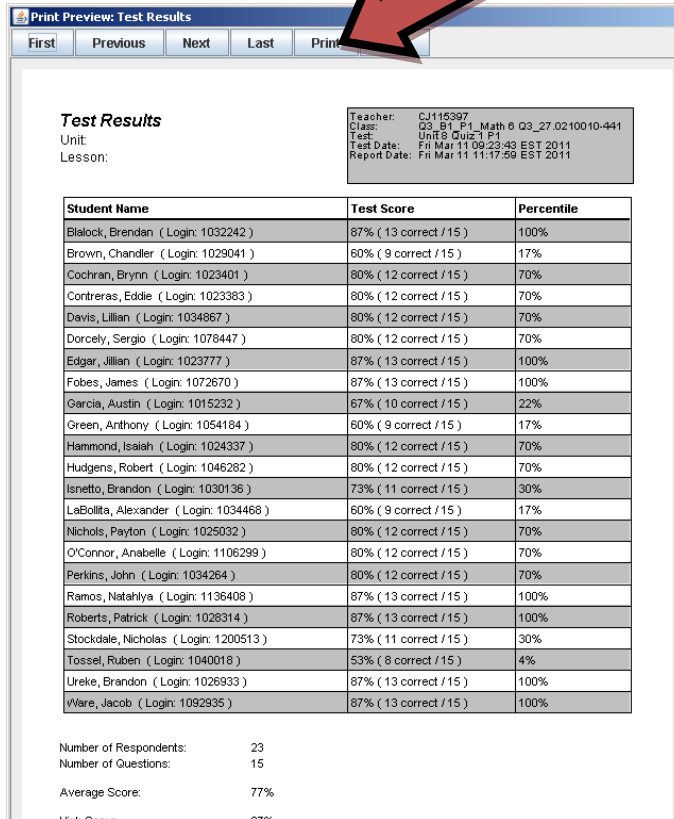 Print Preview: Test Results
First Previous Next Last Print
Test Results
Unit:
Lesson:
Teacher: CJ115397
Class: Q3_B1_P1_Math 6 Q3_27.0210010-441
Test: Unit 8 Quiz 1 P1
Test Date: Fri Mar 11 09:23:43 EST 2011
Report Date: Fri Mar 11 11:17:59 EST 2011
Student Name Test Score Percentile
Blalock, Brendan ( Login: 1032242 ) 87% ( 13 correct / 15 ) 100%
Brown, Chandler ( Login: 1029041 ) 60% ( 9 correct / 15 ) 17%
Cochran, Brynn ( Login: 1023401 ) 80% ( 12 correct / 15 ) 70%
Contreras, Eddie ( Login: 1023383 ) 80% ( 12 correct / 15 ) 70%
Davis, Lillian ( Login: 1034867 ) 80% ( 12 correct / 15 ) 70%
Dorcely, Sergio ( Login: 1078447 ) 80% ( 12 correct / 15 ) 70%
Edgar, Jillian ( Login: 1023777 ) 87% ( 13 correct / 15 ) 100%
Fobes, James ( Login: 1072670 ) 87% ( 13 correct / 15 ) 100%
Garcia, Austin ( Login: 1015232 ) 67% ( 10 correct / 15 ) 22%
Green, Anthony ( Login: 1054184 ) 60% ( 9 correct / 15 ) 17%
Hammond, Isaiah ( Login: 1024337 ) 80% ( 12 correct / 15 ) 70%
Hudgens, Robert ( Login: 1046282 ) 80% ( 12 correct / 15 ) 70%
Isnetto, Brandon ( Login: 1030136 ) 73% ( 11 correct / 15 ) 30%
LaBollita, Alexander ( Login: 1034468 ) 60% ( 9 correct / 15 ) 17%
Nichols, Payton ( Login: 1025032 ) 80% ( 12 correct / 15 ) 70%
O'Connor, Anabelle ( Login: 1106299 ) 80% ( 12 correct / 15 ) 70%
Perkins, John ( Login: 1034264 ) 80% ( 12 correct / 15 ) 70%
Ramos, Natahlya ( Login: 1136408 ) 87% ( 13 correct / 15 ) 100%
Roberts, Patrick ( Login: 1028314 ) 87% ( 13 correct / 15 ) 100%
Stockdale, Nicholas ( Login: 1200513 ) 73% ( 11 correct / 15 ) 30%
Tossel, Ruben ( Login: 1040018 ) 53% ( 8 correct / 15 ) 4%
Ureke, Brandon ( Login: 1026933 ) 87% ( 13 correct / 15 ) 100%
Ware, Jacob ( Login: 1092935 ) 87% ( 13 correct / 15 ) 100%
Number of Respondents: 23
Number of Questions: 15
Average Score: 77%